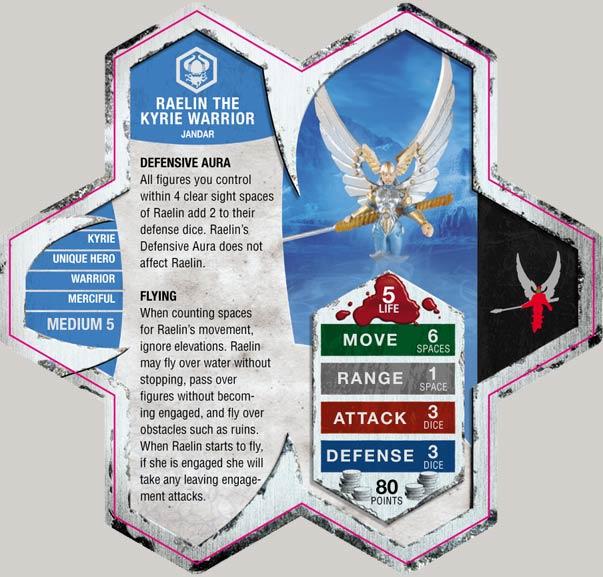 RAELIN THE
KYRIE WARRIOR
JANDAR
DEFENSIVE AURA
All figures you control
within 4 clear sight spaces
of Raelin add 2 to their
defense dice. Raelin's
Defensive Aura does not
affect Raelin.
FLYING
When counting spaces
for Raelin's movement,
ignore elevations. Raelin
may fly over water without
stopping, pass over
figures without becom-
ing engaged, and fly over
obstacles such as ruins.
When Raelin starts to fly,
if she is engaged she will
take any leaving engage-
ment attacks.
KYRIE
UNIQUE HERO
WARRIOR
MERCIFUL
MEDIUM 5
5
LIFE
MOVE 6
SPACES
RANGE 1
SPACE
ATTACK 3
DICE
DEFENSE 3
DICE
80
POINTS